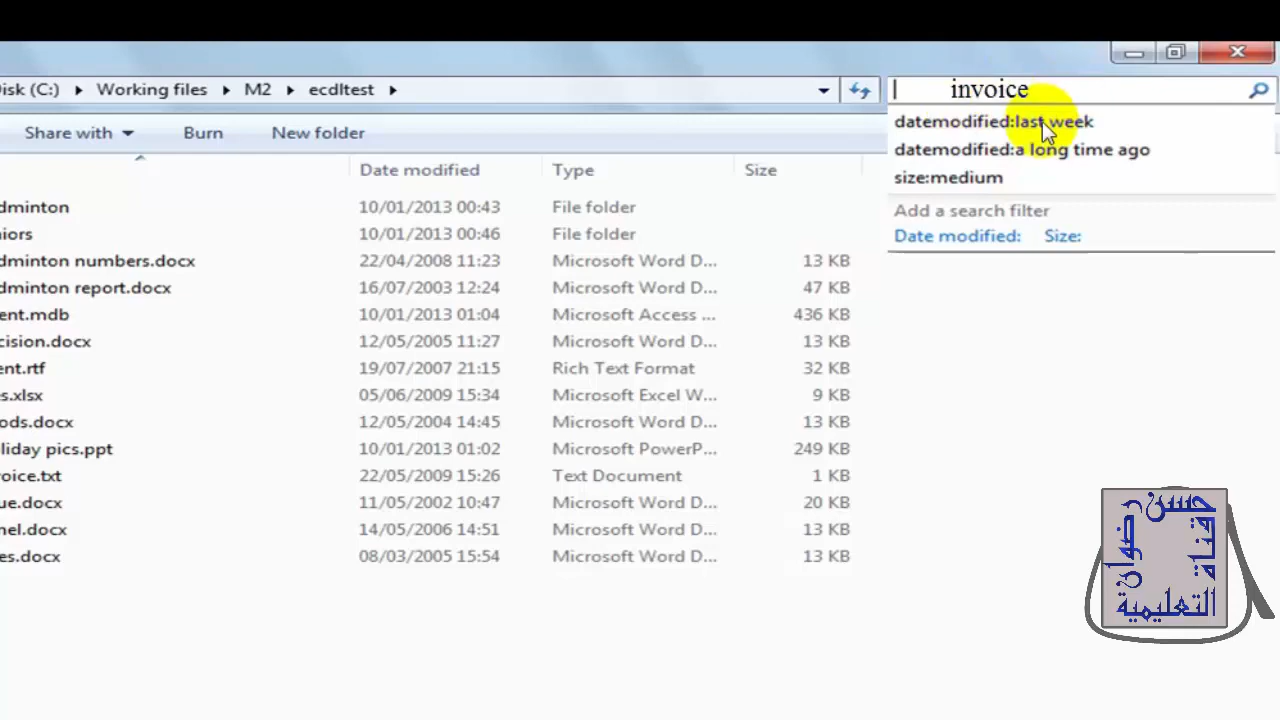 isk (C:) Working files M2 ecdltest
invoice
datemodified:last week
datemodified:a long time ago
size:medium
Add a search filter
Date modified: Size:
Share with Burn New folder
Date modified Type Size
dminton 10/01/2013 00:43 File folder
niors 10/01/2013 00:46 File folder
dminton numbers.docx 22/04/2008 11:23 Microsoft Word D... 13 KB
dminton report.docx 16/07/2003 12:24 Microsoft Word D... 47 KB
ent.mdb 10/01/2013 01:04 Microsoft Access ... 436 KB
cision.docx 12/05/2005 11:27 Microsoft Word D... 13 KB
ent.rtf 19/07/2007 21:15 Rich Text Format 32 KB
es.xlsx 05/06/2009 15:34 Microsoft Excel W... 9 KB
ods.docx 12/05/2004 14:45 Microsoft Word D... 13 KB
liday pics.ppt 10/01/2013 01:02 Microsoft PowerP... 249 KB
oice.txt 22/05/2009 15:26 Text Document 1 KB
ue.docx 11/05/2002 10:47 Microsoft Word D... 20 KB
nel.docx 14/05/2006 14:51 Microsoft Word D... 13 KB
es.docx 08/03/2005 15:54 Microsoft Word D... 13 KB
حسن
رضوان
قناة
التعليمية